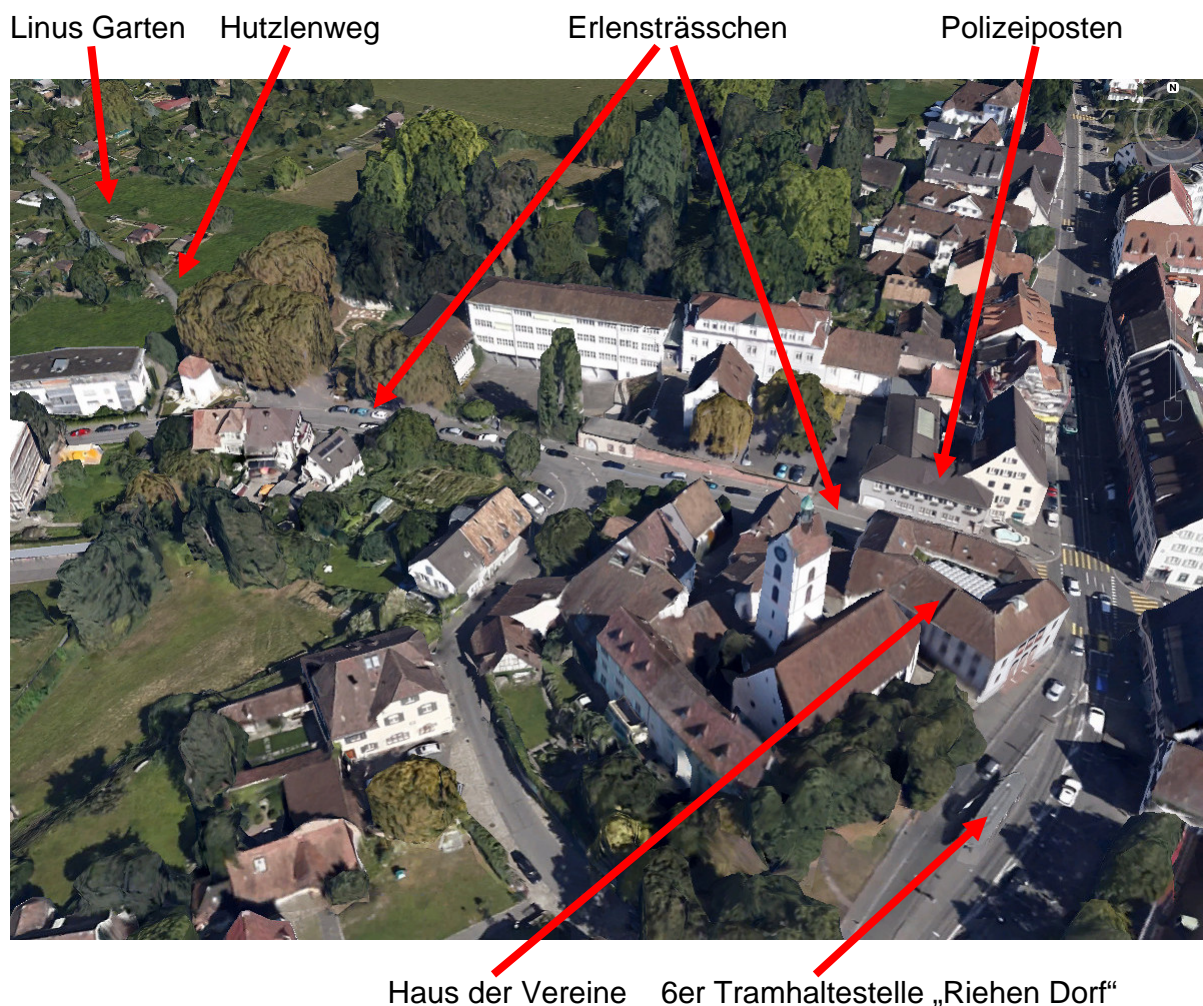 Linus Garten Hutzlenweg Erlensträsschen Polizeiposten
N
Haus der Vereine 6er Tramhaltestelle „Riehen Dorf“